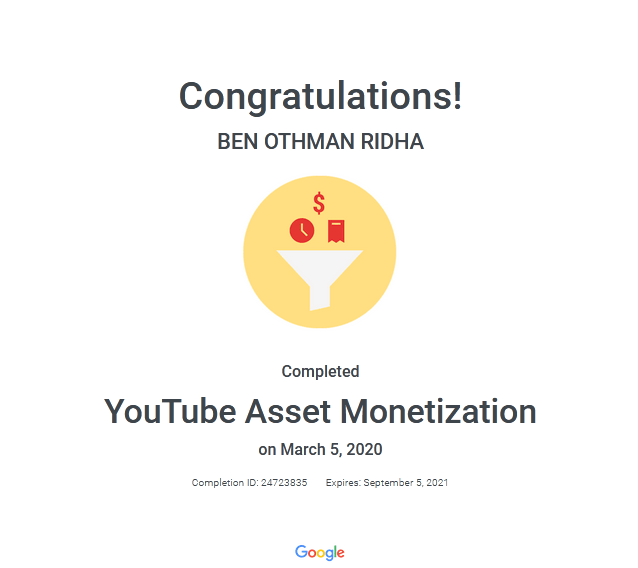 Congratulations!
BEN OTHMAN RIDHA
$
Completed
YouTube Asset Monetization
on March 5, 2020
Completion ID: 24723835 Expires: September 5, 2021
Google